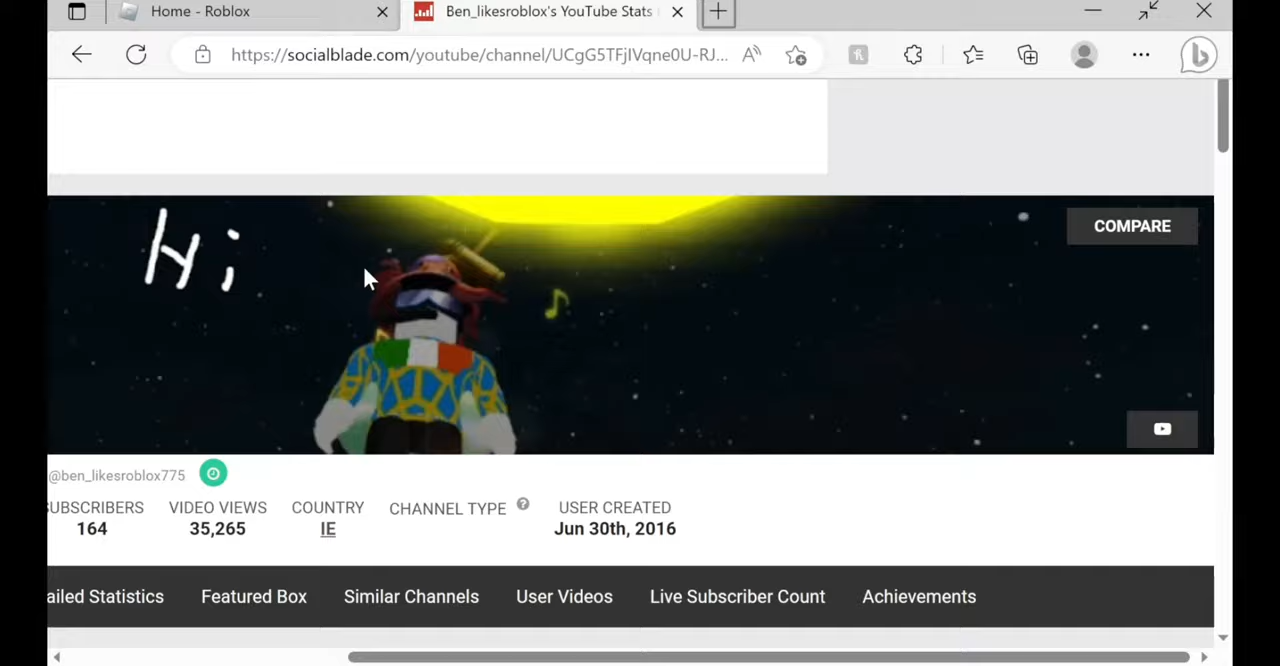 Home - Roblox
Ben_likesroblox's YouTube Stats
https://socialblade.com/youtube/channel/UCgG5TFjIVqne0U-RJ...
Hi
COMPARE
@ben_likesroblox775
UBSCRIBERS VIDEO VIEWS COUNTRY CHANNEL TYPE ? USER CREATED
164 35,265 IE Jun 30th, 2016
ailed Statistics Featured Box Similar Channels User Videos Live Subscriber Count Achievements